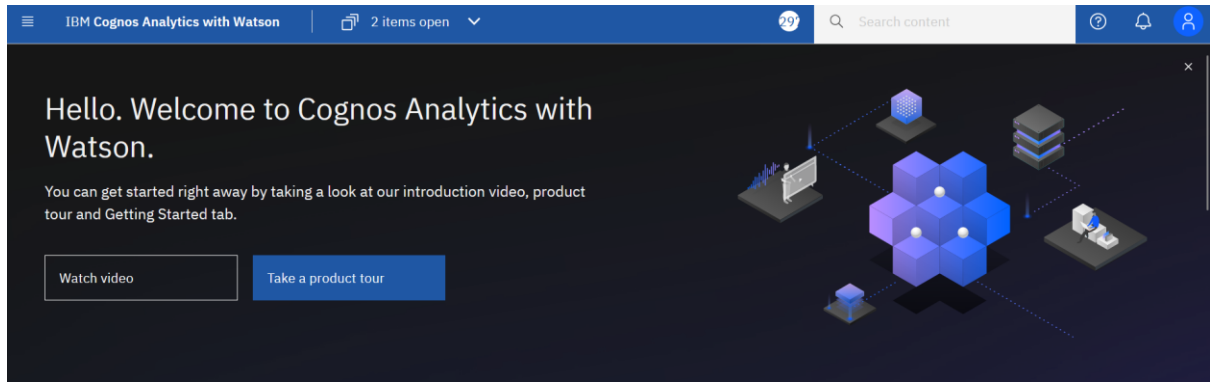 IBM Cognos Analytics with Watson
2 items open
Search content
Hello. Welcome to Cognos Analytics with
Watson.
You can get started right away by taking a look at our introduction video, product
tour and Getting Started tab.
Watch video
Take a product tour